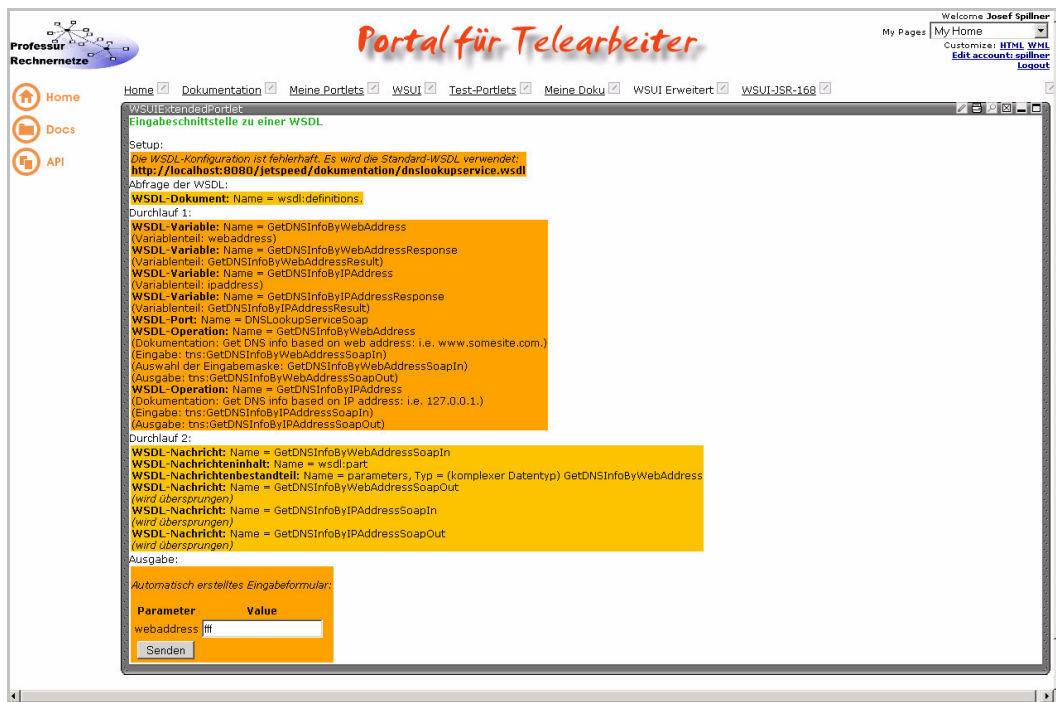 Professur
Rechnernetze
Portal für Telearbeiter
Welcome Josef Spillner
My Pages My Home
Customize: HTML WML
Edit account: spillner
Logout
Home
Docs
API
Home Dokumentation Meine Portlets WSUI Test-Portlets Meine Doku WSUI Erweitert WSUI-JSR-168
WSUIExtendedPortlet
Eingabeschnittstelle zu einer WSDL
Setup:
Die WSDL-Konfiguration ist fehlerhaft. Es wird die Standard-WSDL verwendet:
http://localhost:8080/jetspeed/dokumentation/dnslookupservice.wsdl
Abfrage der WSDL:
WSDL-Dokument: Name = wsdl:definitions.
Durchlauf 1:
WSDL-Variable: Name = GetDNSInfoByWebAddress
(Variablenteil: webaddress)
WSDL-Variable: Name = GetDNSInfoByWebAddressResponse
(Variablenteil: GetDNSInfoByWebAddressResult)
WSDL-Variable: Name = GetDNSInfoByIPAddress
(Variablenteil: ipaddress)
WSDL-Variable: Name = GetDNSInfoByIPAddressResponse
(Variablenteil: GetDNSInfoByIPAddressResult)
WSDL-Port: Name = DNSLookupServiceSoap
WSDL-Operation: Name = GetDNSInfoByWebAddress
(Dokumentation: Get DNS info based on web address: i.e. www.somesite.com.)
(Eingabe: tns:GetDNSInfoByWebAddressSoapIn)
(Auswahl der Eingabemaske: GetDNSInfoByWebAddressSoapIn)
(Ausgabe: tns:GetDNSInfoByWebAddressSoapOut)
WSDL-Operation: Name = GetDNSInfoByIPAddress
(Dokumentation: Get DNS info based on IP address: i.e. 127.0.0.1.)
(Eingabe: tns:GetDNSInfoByIPAddressSoapIn)
(Ausgabe: tns:GetDNSInfoByIPAddressSoapOut)
Durchlauf 2:
WSDL-Nachricht: Name = GetDNSInfoByWebAddressSoapIn
WSDL-Nachrichteninhalt: Name = wsdl:part
WSDL-Nachrichtenbestandteil: Name = parameters, Typ = (komplexer Datentyp) GetDNSInfoByWebAddress
WSDL-Nachricht: Name = GetDNSInfoByWebAddressSoapOut
(wird übersprungen)
WSDL-Nachricht: Name = GetDNSInfoByIPAddressSoapIn
(wird übersprungen)
WSDL-Nachricht: Name = GetDNSInfoByIPAddressSoapOut
(wird übersprungen)
Ausgabe:
Automatisch erstelltes Eingabeformular:
Parameter Value
webaddress fff
Senden